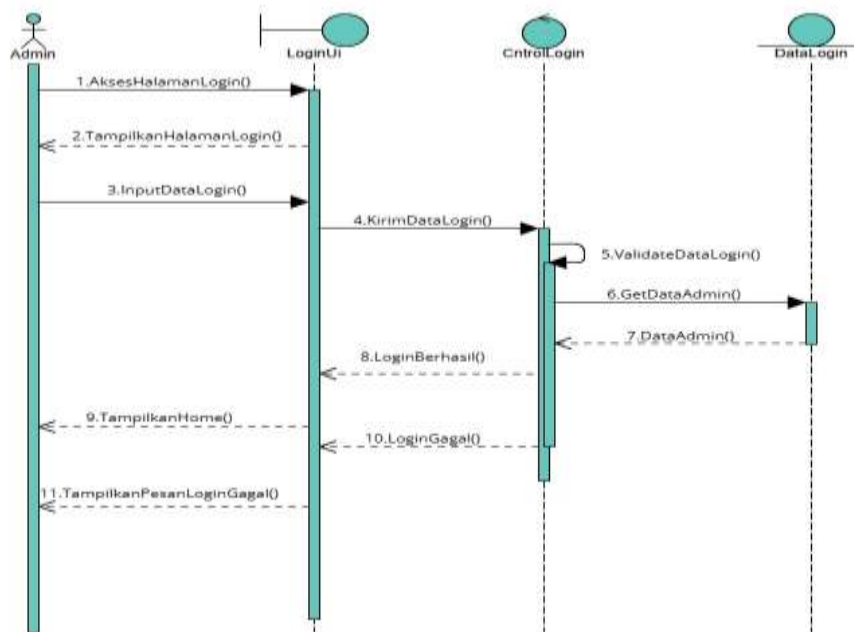 Admin
LoginUi
CntrolLogin
DataLogin
1.AksesHalamanLogin()
2.TampilkanHalamanLogin()
3.InputDataLogin()
4.KirimDataLogin()
5.ValidateDataLogin()
6.GetDataAdmin()
7.DataAdmin()
8.LoginBerhasil()
9.TampilkanHome()
10.LoginGagal()
11.TampilkanPesanLoginGagal()